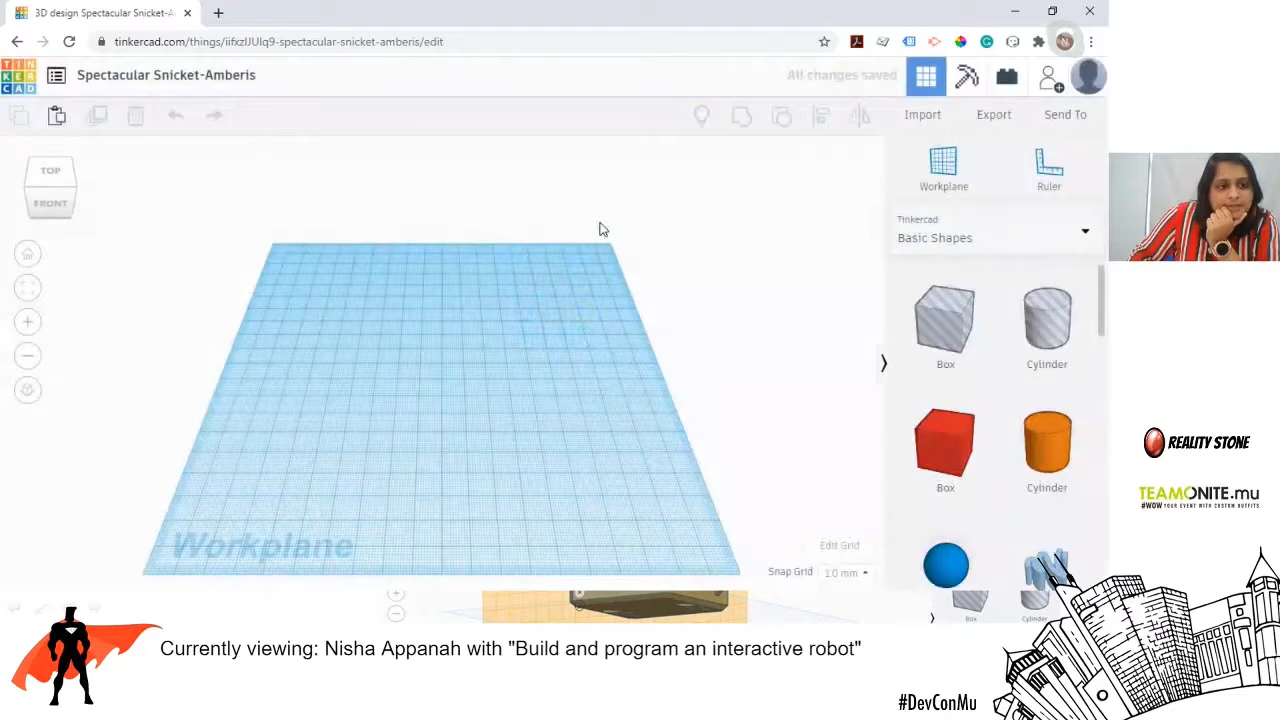 3D design Spectacular Snicket-A
tinkercad.com/things/iifxzlJUlq9-spectacular-snicket-amberis/edit
N
TIN
KER
CAD
Spectacular Snicket-Amberis
All changes saved
Import
Export
Send To
TOP
FRONT
Workplane
Ruler
Tinkercad
Basic Shapes
Box
Cylinder
Box
Cylinder
Workplane
Edit Grid
Snap Grid
1.0 mm
Box
Cylinder
REALITY STONE
TEAMONITE.mu
#WOW YOUR EVENT WITH CUSTOM OUTFITS
Currently viewing: Nisha Appanah with "Build and program an interactive robot"
#DevConMu